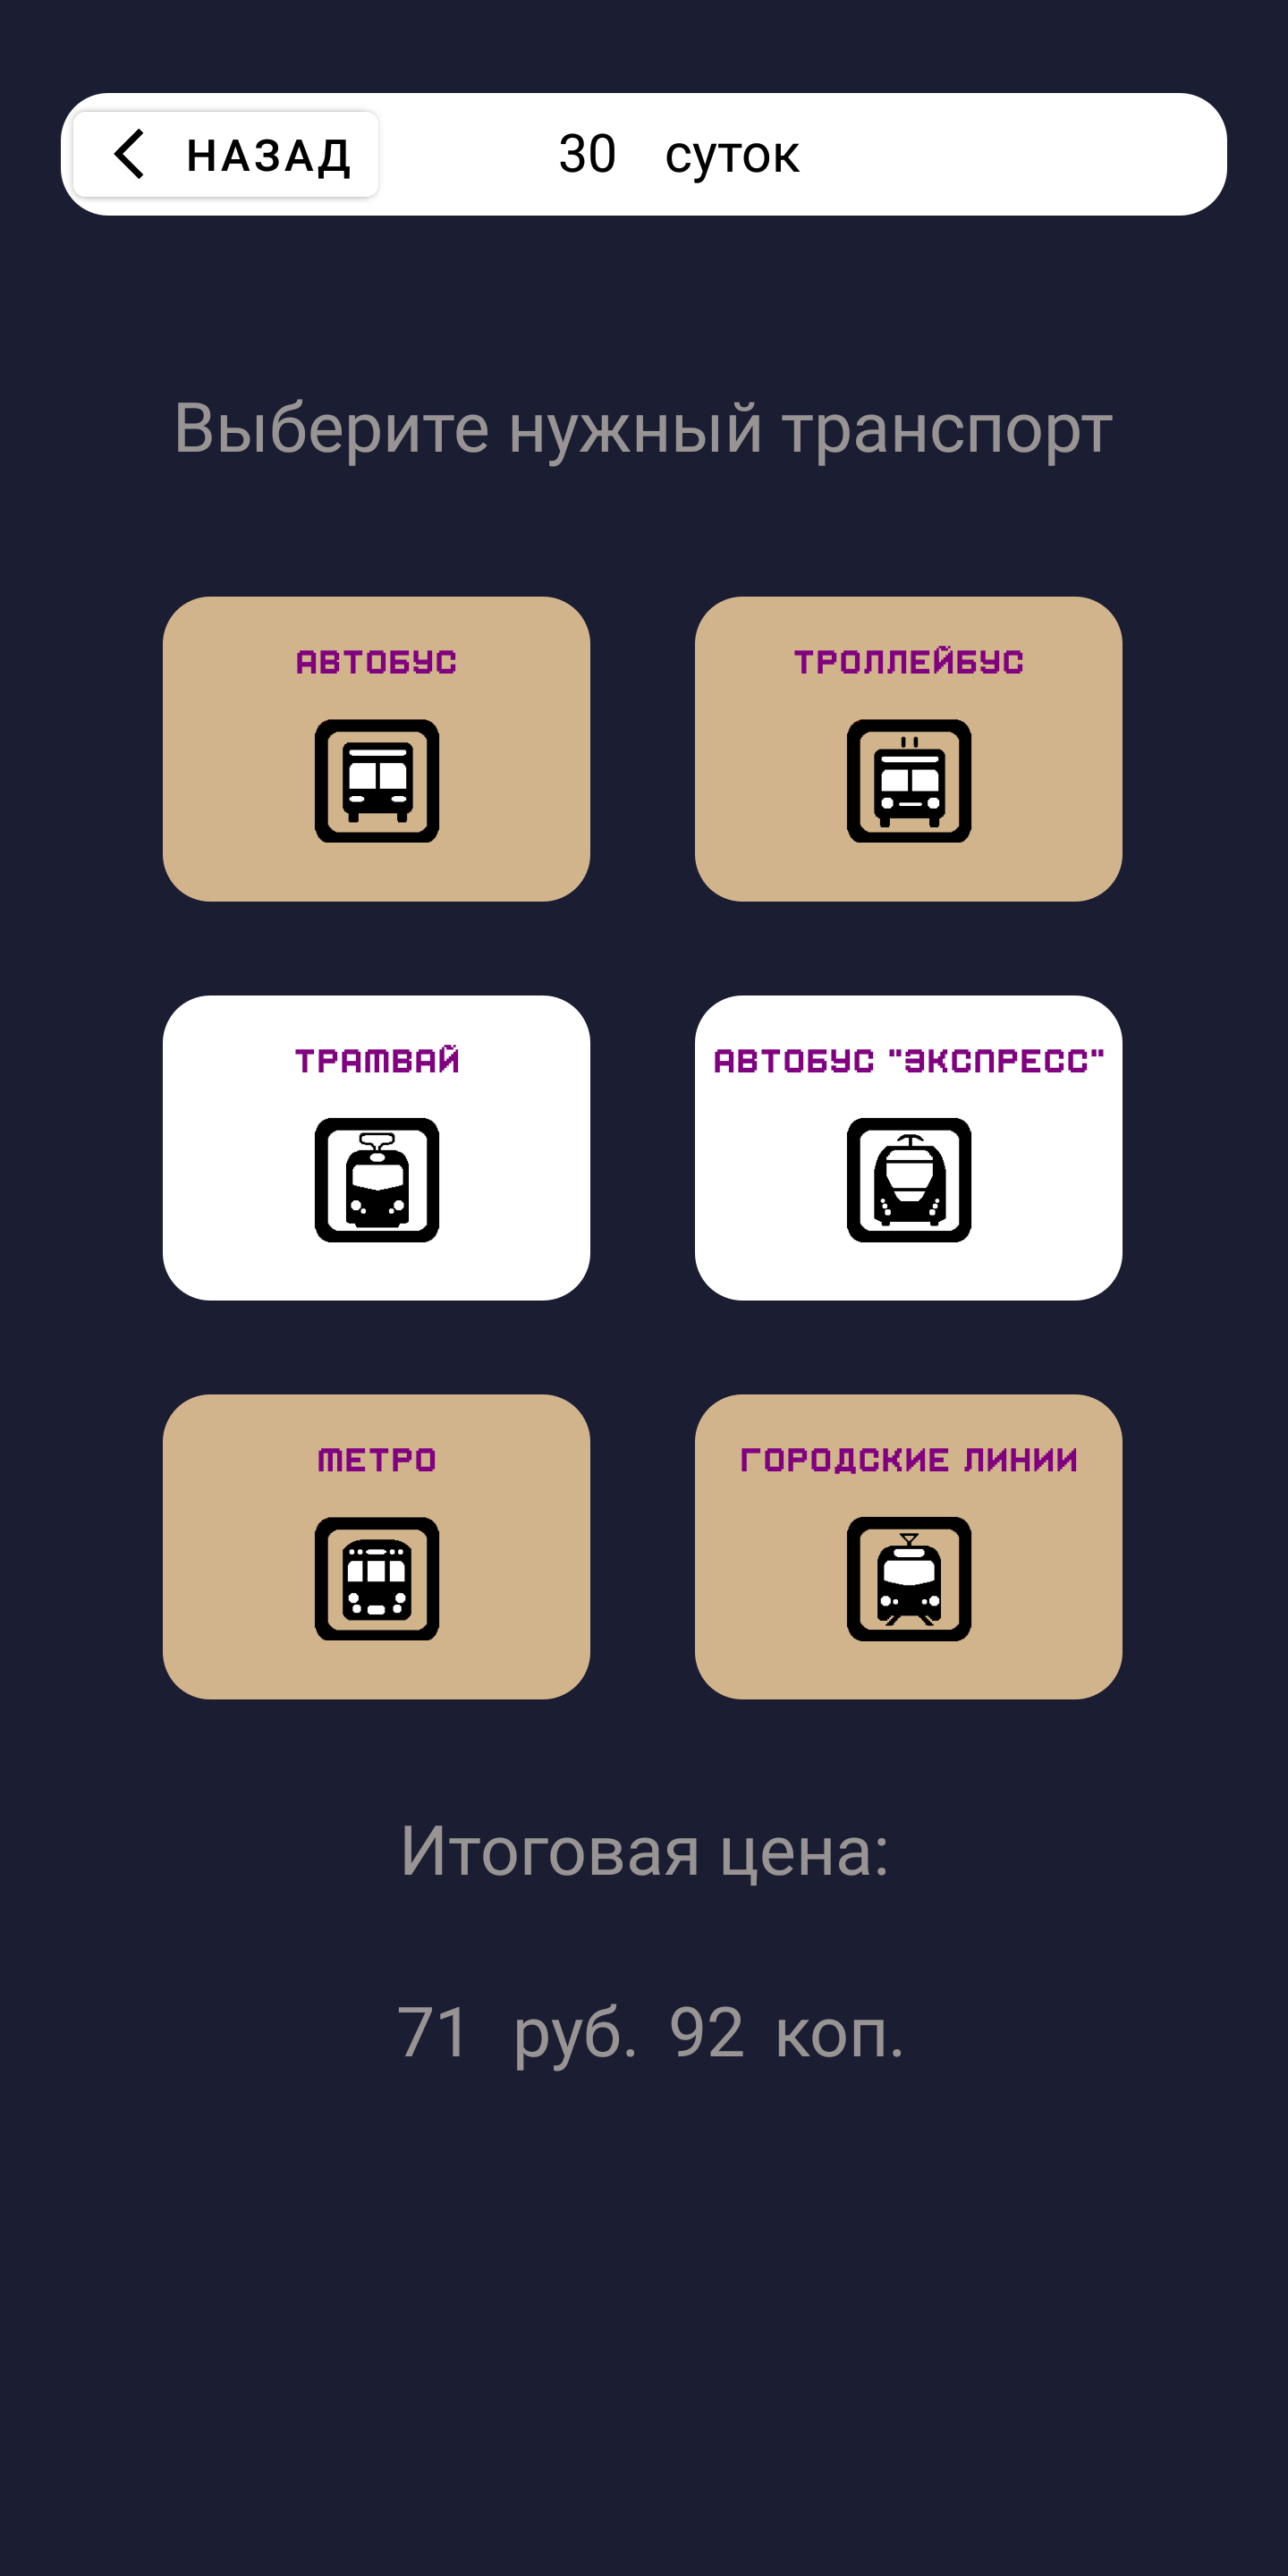 НАЗАД 30 суток
Выберите нужный транспорт
АВТОБУС
ТРОЛЛЕЙБУС
ТРАМВАЙ
АВТОБУС "ЭКСПРЕСС"
МЕТРО
ГОРОДСКИЕ ЛИНИИ
Итоговая цена:
71 руб. 92 коп.